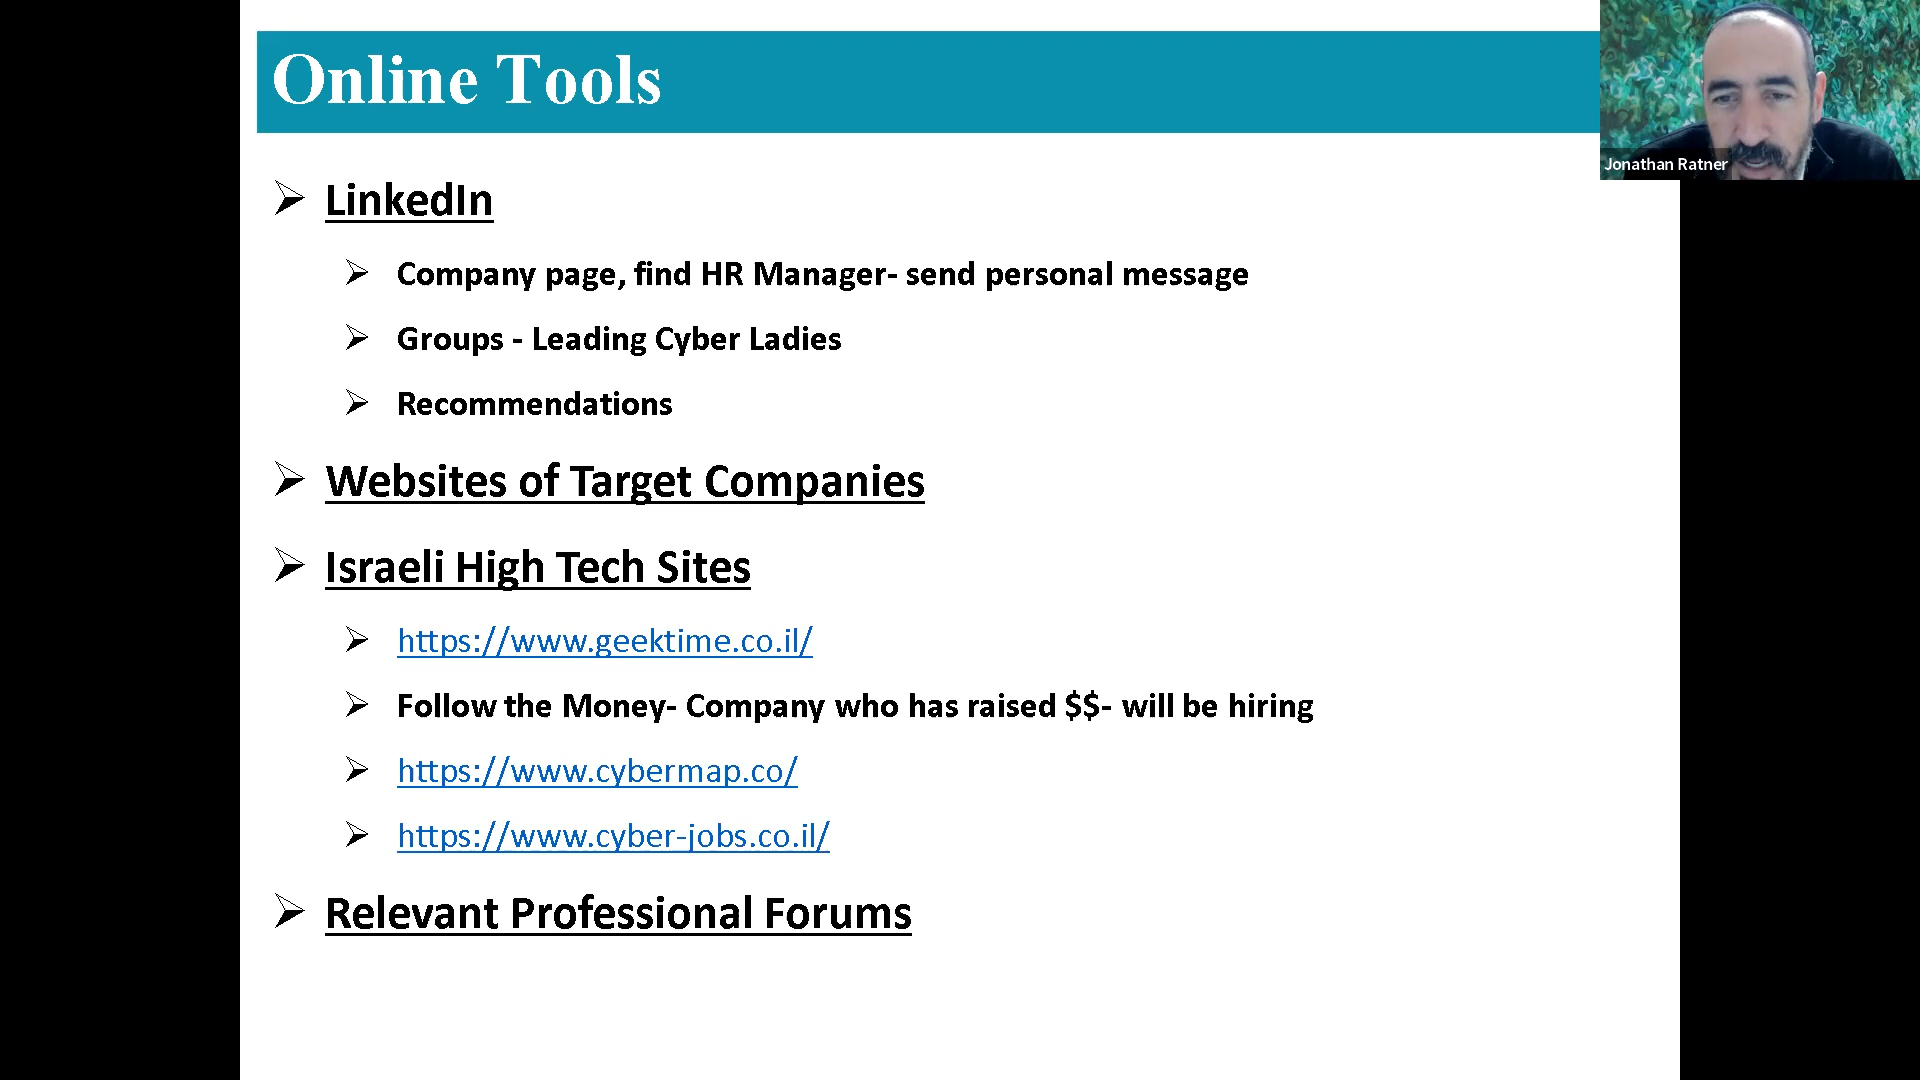 Online Tools
Jonathan Ratner
LinkedIn
Company page, find HR Manager- send personal message
Groups - Leading Cyber Ladies
Recommendations
Websites of Target Companies
Israeli High Tech Sites
https://www.geektime.co.il/
Follow the Money- Company who has raised $$- will be hiring
https://www.cybermap.co/
https://www.cyber-jobs.co.il/
Relevant Professional Forums